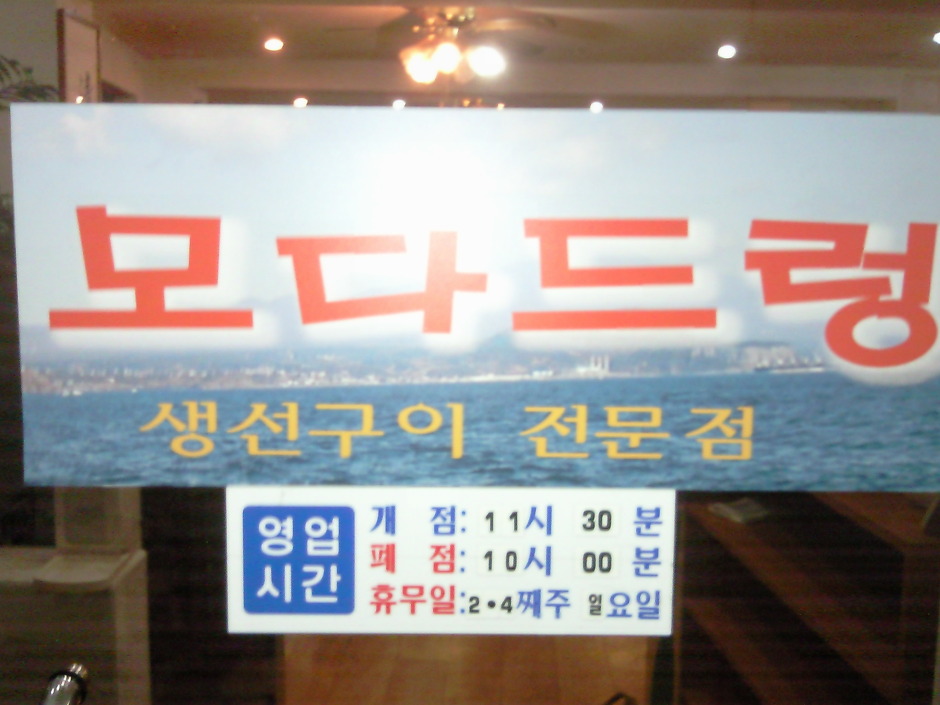 모다드렁
생선구이 전문점
영업시간
개 점: 11시 30 분
폐 점: 10시 00 분
휴무일:2•4째주 일요일